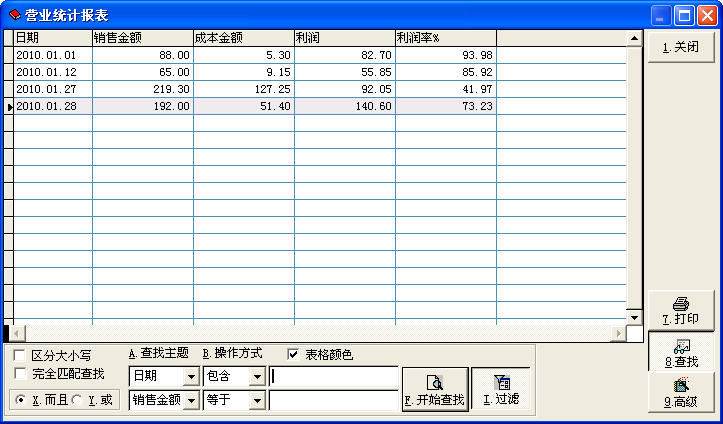 营业统计报表
日期 销售金额 成本金额 利润 利润率%
2010.01.01 88.00 5.30 82.70 93.98
2010.01.12 65.00 9.15 55.85 85.92
2010.01.27 219.30 127.25 92.05 41.97
2010.01.28 192.00 51.40 140.60 73.23
1.关闭
7.打印
8.查找
9.高级
区分大小写 A.查找主题 B.操作方式 表格颜色
完全匹配查找 日期 包含
X.而且 Y.或 销售金额 等于
F.开始查找 I.过滤